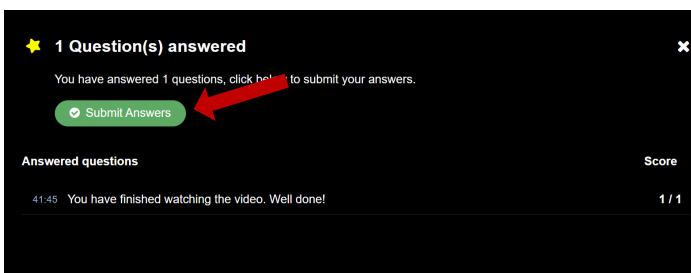 1 Question(s) answered
You have answered 1 questions, click below to submit your answers.
Submit Answers
Answered questions Score
41:45 You have finished watching the video. Well done! 1 / 1